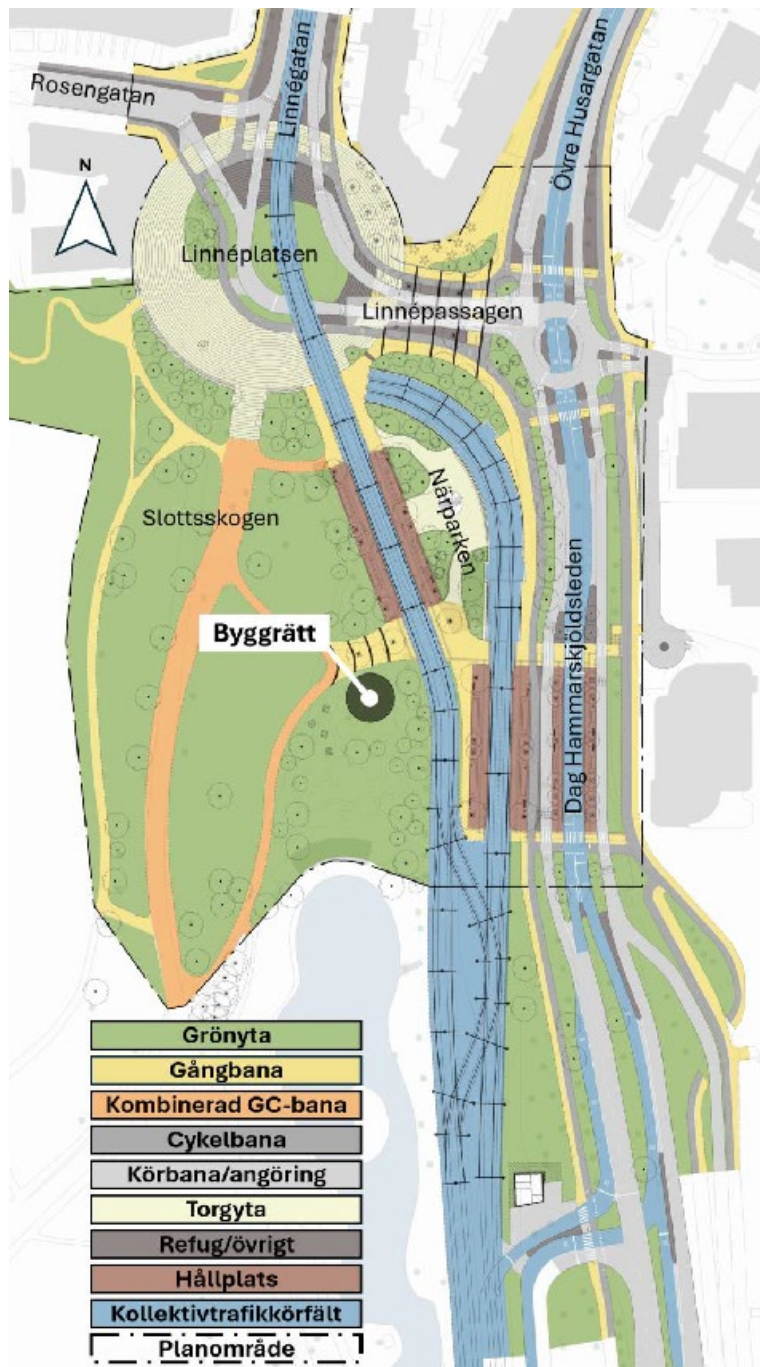 Rosengatan
Linnégatan
Övre Husargatan
N
Linnéplatsen
Linnépassagen
Närparken
Slottsskogen
Byggrätt
Dag Hammarskjöldsleden
Grönyta
Gångbana
Kombinerad GC-bana
Cykelbana
Körbana/angöring
Torgyta
Refug/övrigt
Hållplats
Kollektivtrafikkörfält
Planområde